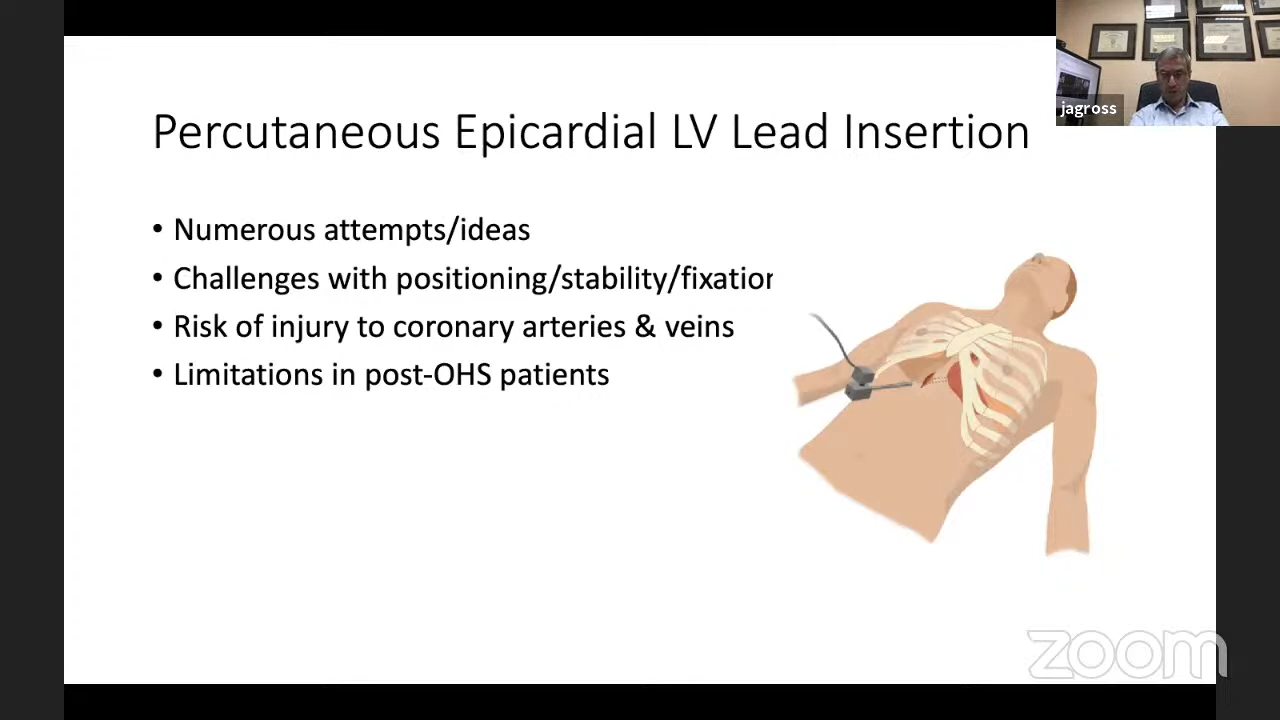 jagross
Percutaneous Epicardial LV Lead Insertion
• Numerous attempts/ideas
• Challenges with positioning/stability/fixation
• Risk of injury to coronary arteries & veins
• Limitations in post-OHS patients
zoom